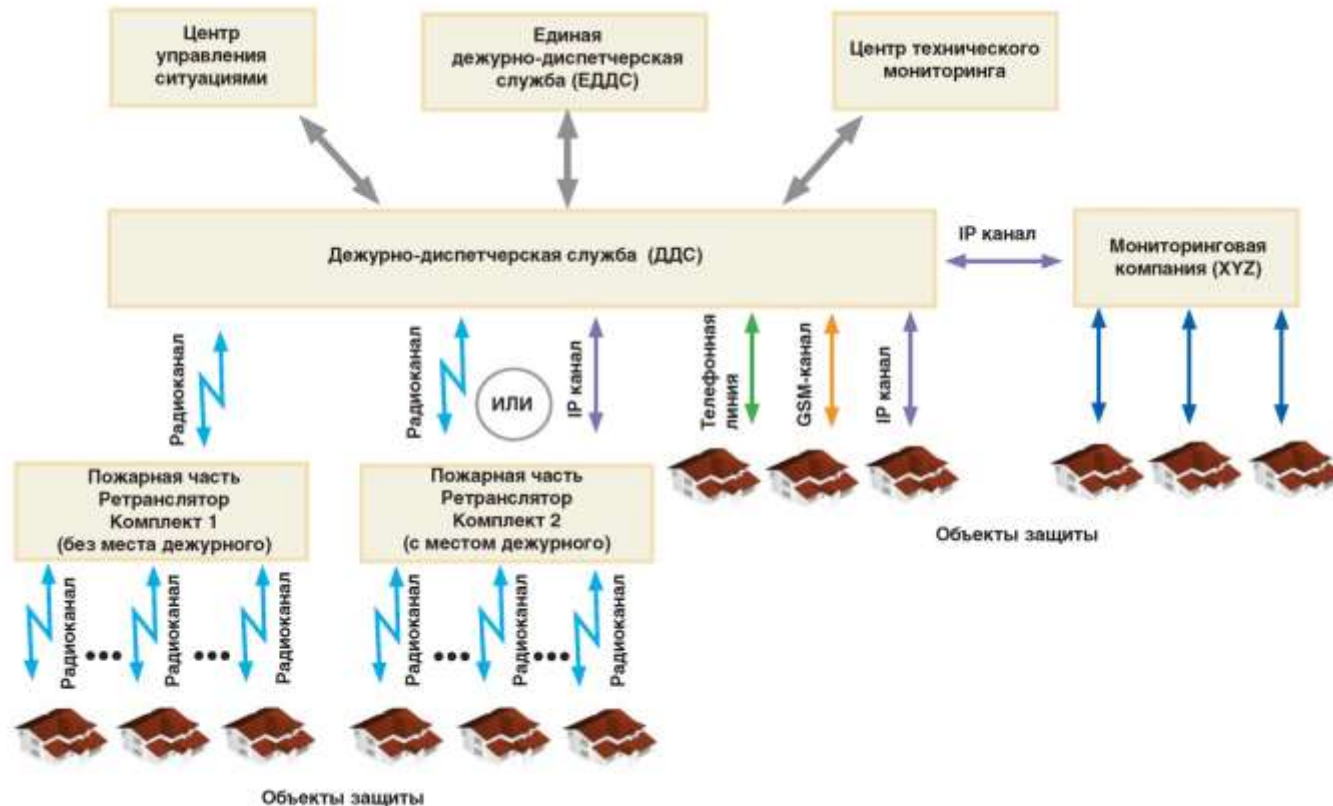 Центр
управления
ситуациями
Единая
дежурно-диспетчерская
служба (ЕДДС)
Центр технического
мониторинга
Дежурно-диспетчерская служба (ДДС)
IP канал
Мониторинговая
компания (XYZ)
Радиоканал
Радиоканал
ИЛИ
IP канал
Телефонная
линия
GSM-канал
IP канал
Пожарная часть
Ретранслятор
Комплект 1
(без места дежурного)
Пожарная часть
Ретранслятор
Комплект 2
(с местом дежурного)
Объекты защиты
Радиоканал
Радиоканал
Радиоканал
Радиоканал
Радиоканал
Радиоканал
Объекты защиты